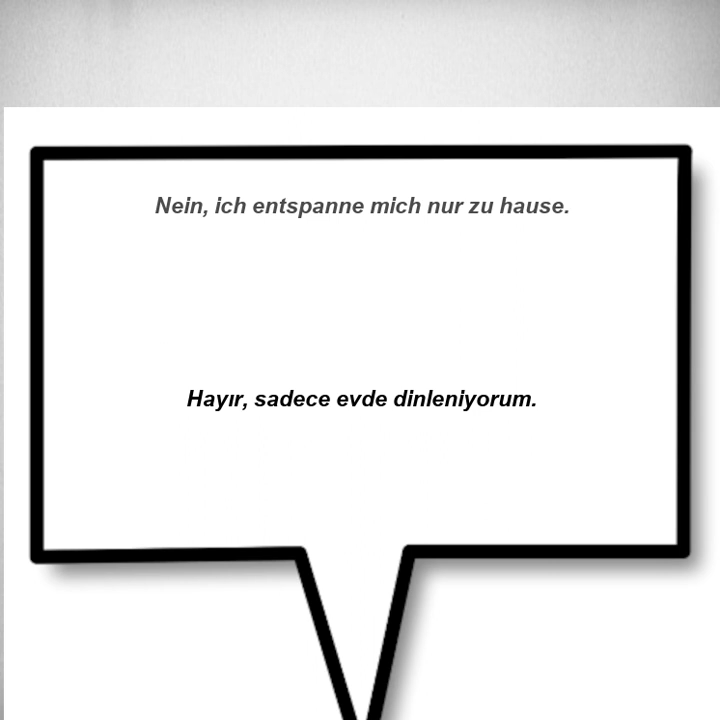 Nein, ich entspanne mich nur zu hause.
Hayır, sadece evde dinleniyorum.